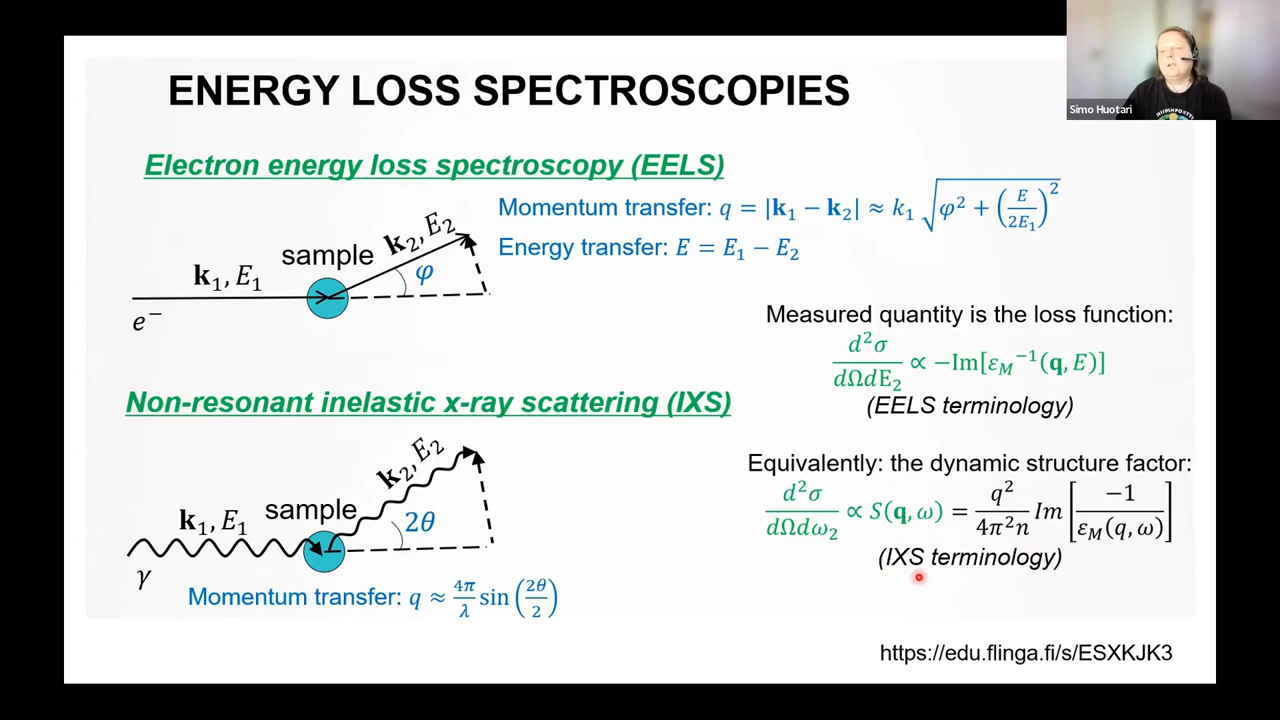 ENERGY LOSS SPECTROSCOPIES
Simo Huotari
Electron energy loss spectroscopy (EELS)
Momentum transfer: q = |k₁ − k₂| ≈ k₁ √(φ² + (E/2E₁)²)
Energy transfer: E = E₁ − E₂
k₂, E₂
sample
k₁, E₁
φ
e⁻
Measured quantity is the loss function:
d²σ/dΩdE₂ ∝ −Im[ε_M⁻¹(q, E)]
(EELS terminology)
Non-resonant inelastic x-ray scattering (IXS)
k₂, E₂
sample
k₁, E₁
2θ
γ
Momentum transfer: q ≈ 4π/λ sin(2θ/2)
Equivalently: the dynamic structure factor:
d²σ/dΩdω₂ ∝ S(q, ω) = q²/4π²n Im[−1/ε_M(q, ω)]
(IXS terminology)
https://edu.flinga.fi/s/ESXKJK3